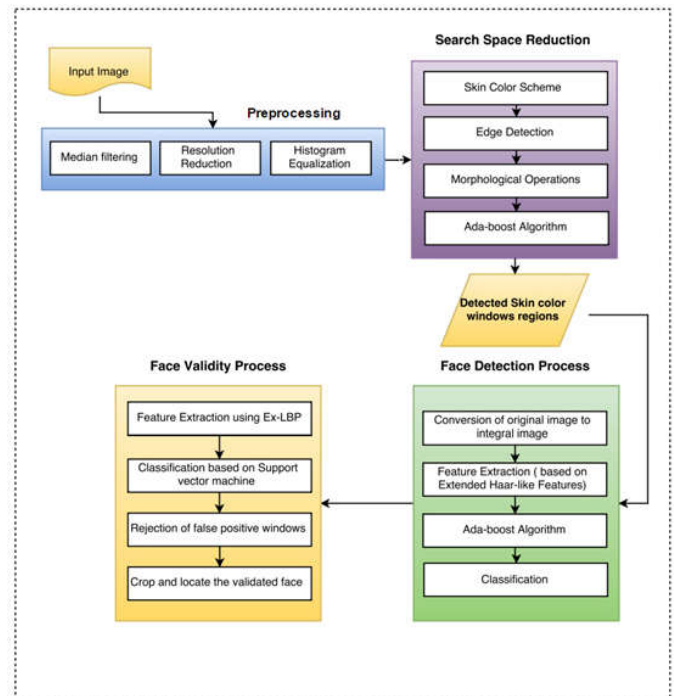 Search Space Reduction
Input Image
Skin Color Scheme
Preprocessing
Edge Detection
Median filtering
Resolution
Reduction
Histogram
Equalization
Morphological Operations
Ada-boost Algorithm
Detected Skin color
windows regions
Face Detection Process
Conversion of original image to
integral image
Feature Extraction ( based on
Extended Haar-like Features)
Ada-boost Algorithm
Classification
Face Validity Process
Feature Extraction using Ex-LBP
Classification based on Support
vector machine
Rejection of false positive windows
Crop and locate the validated face